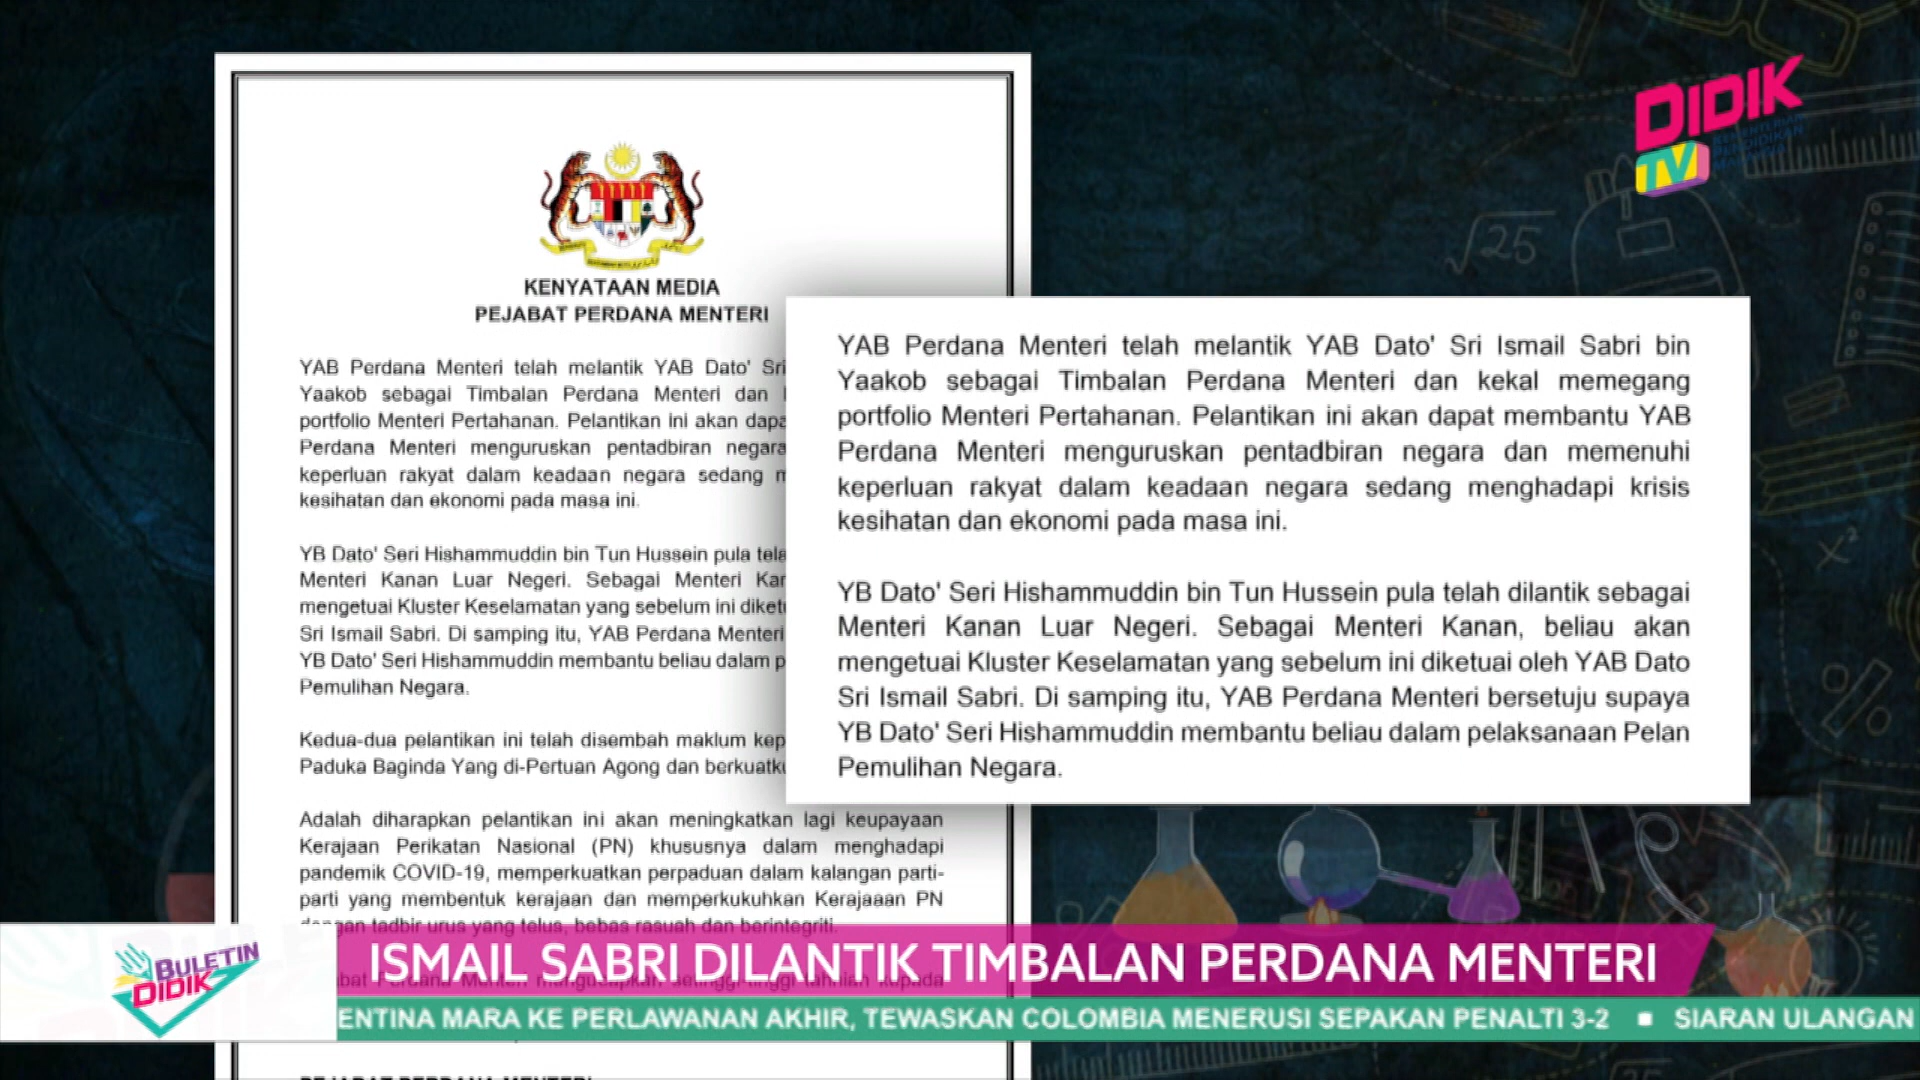 KENYATAAN MEDIA
PEJABAT PERDANA MENTERI
YAB Perdana Menteri telah melantik YAB Dato' Sri
Yaakob sebagai Timbalan Perdana Menteri dan
portfolio Menteri Pertahanan. Pelantikan ini akan
Perdana Menteri menguruskan pentadbiran negara
keperluan rakyat dalam keadaan negara sedang
kesihatan dan ekonomi pada masa ini.
YB Dato' Seri Hishammuddin bin Tun Hussein pula
Menteri Kanan Luar Negeri. Sebagai Menteri
mengetuai Kluster Keselamatan yang sebelum ini
Sri Ismail Sabri. Di samping itu, YAB Perdana Menteri
YB Dato' Seri Hishammuddin membantu beliau dalam
Pemulihan Negara.
Kedua-dua pelantikan ini telah disembah maklum
Paduka Baginda Yang di-Pertuan Agong dan
Adalah diharapkan pelantikan ini akan meningkatkan lagi keupayaan
Kerajaan Perikatan Nasional (PN) khususnya dalam menghadapi
pandemik COVID-19, memperkuatkan perpaduan dalam kalangan parti-
parti yang membentuk kerajaan dan memperkukuhkan Kerajaaan PN
dengan tadbir urus yang telus, bebas rasuah dan berintegriti.
YAB Perdana Menteri telah melantik YAB Dato' Sri Ismail Sabri bin
Yaakob sebagai Timbalan Perdana Menteri dan kekal memegang
portfolio Menteri Pertahanan. Pelantikan ini akan dapat membantu YAB
Perdana Menteri menguruskan pentadbiran negara dan memenuhi
keperluan rakyat dalam keadaan negara sedang menghadapi krisis
kesihatan dan ekonomi pada masa ini.
YB Dato' Seri Hishammuddin bin Tun Hussein pula telah dilantik sebagai
Menteri Kanan Luar Negeri. Sebagai Menteri Kanan, beliau akan
mengetuai Kluster Keselamatan yang sebelum ini diketuai oleh YAB Dato
Sri Ismail Sabri. Di samping itu, YAB Perdana Menteri bersetuju supaya
YB Dato' Seri Hishammuddin membantu beliau dalam pelaksanaan Pelan
Pemulihan Negara.
DIDIK
TV
√25
x²
%
BULETIN
DIDIK
ISMAIL SABRI DILANTIK TIMBALAN PERDANA MENTERI
ENTINA MARA KE PERLAWANAN AKHIR, TEWASKAN COLOMBIA MENERUSI SEPAKAN PENALTI 3-2 ■ SIARAN ULANGAN